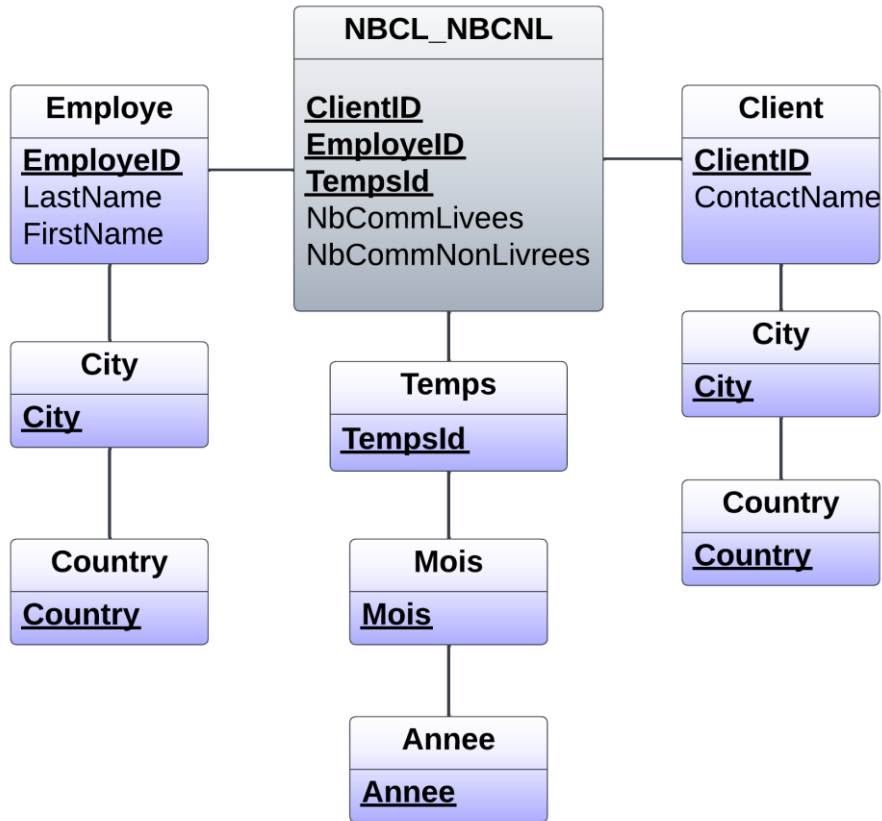 NBCL_NBCNL
ClientID
EmployeID
TempsId
NbCommLivees
NbCommNonLivrees
Employe
EmployeID
LastName
FirstName
City
City
Country
Country
Temps
TempsId
Mois
Mois
Annee
Annee
Client
ClientID
ContactName
City
City
Country
Country